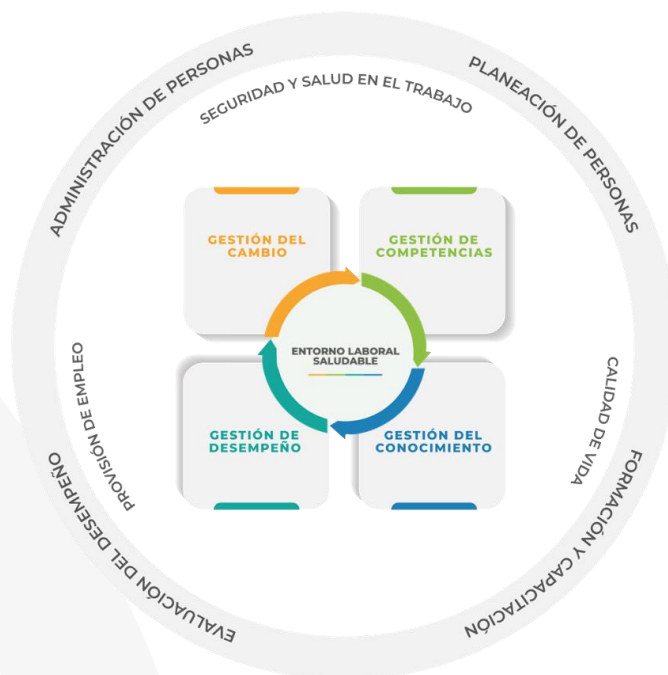 ADMINISTRACIÓN DE PERSONAS
PLANEACIÓN DE PERSONAS
SEGURIDAD Y SALUD EN EL TRABAJO
GESTIÓN DEL
CAMBIO
GESTIÓN DE
COMPETENCIAS
ENTORNO LABORAL
SALUDABLE
PROVISIÓN DE EMPLEO
CALIDAD DE VIDA
GESTIÓN DE
DESEMPEÑO
GESTIÓN DEL
CONOCIMIENTO
EVALUACIÓN DEL DESEMPEÑO
FORMACIÓN Y CAPACITACIÓN